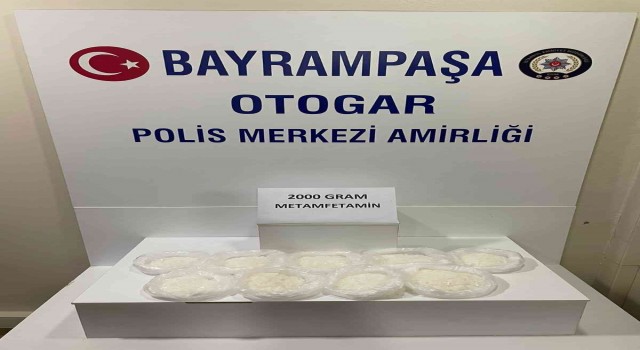 BAYRAMPAŞA
OTOGAR
POLİS MERKEZİ AMİRLİĞİ
2000 GRAM
METAMFETAMİN